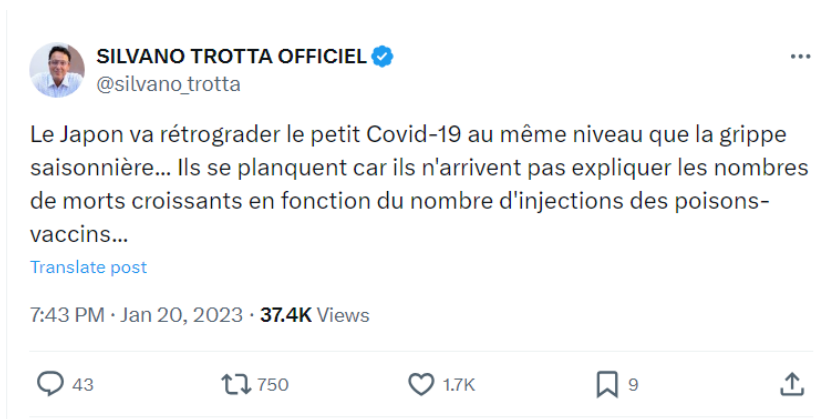 SILVANO TROTTA OFFICIEL
@silvano_trotta
Le Japon va rétrograder le petit Covid-19 au même niveau que la grippe
saisonnière... Ils se planquent car ils n'arrivent pas expliquer les nombres
de morts croissants en fonction du nombre d'injections des poisons-
vaccins...
Translate post
7:43 PM · Jan 20, 2023 · 37.4K Views
43 750 1.7K 9